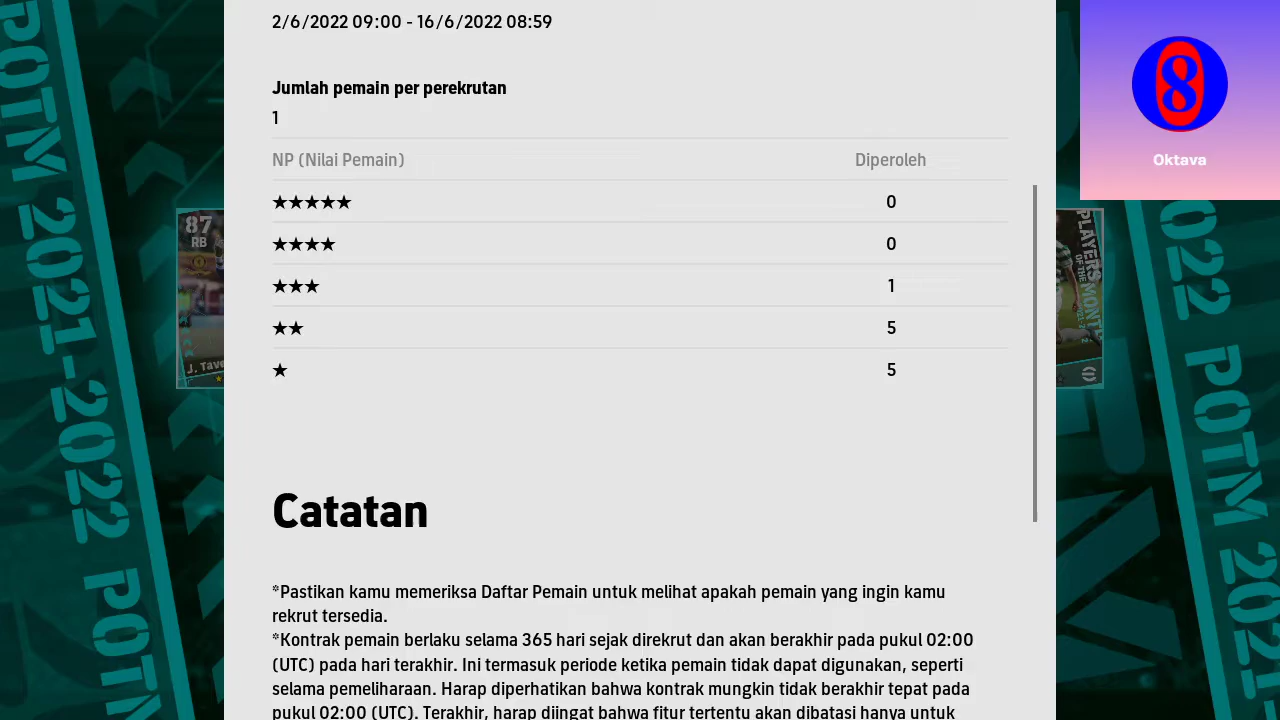 2/6/2022 09:00 - 16/6/2022 08:59
Jumlah pemain per perekrutan
1
NP (Nilai Pemain) Diperoleh
★★★★★ 0
★★★★ 0
★★★ 1
★★ 5
★ 5
Catatan
*Pastikan kamu memeriksa Daftar Pemain untuk melihat apakah pemain yang ingin kamu
rekrut tersedia.
*Kontrak pemain berlaku selama 365 hari sejak direkrut dan akan berakhir pada pukul 02:00
(UTC) pada hari terakhir. Ini termasuk periode ketika pemain tidak dapat digunakan, seperti
selama pemeliharaan. Harap diperhatikan bahwa kontrak mungkin tidak berakhir tepat pada
pukul 02:00 (UTC). Terakhir, harap diingat bahwa fitur tertentu akan dibatasi hanya untuk
8
Oktava
POTM 2021-2022 POTM
87
RB
J. Tave
PLAYERS
OF THE MONTH
022 POTM 202